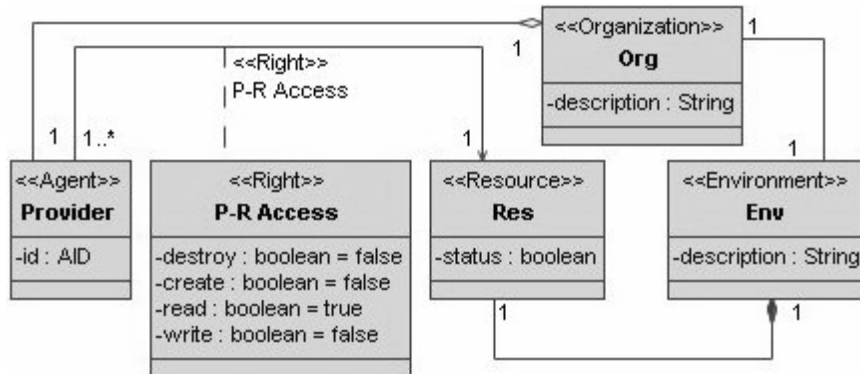 <<Organization>>
Org
-description : String
1
1
<<Right>>
P-R Access
1
1..*
1
1
<<Agent>>
Provider
-id : AID
<<Right>>
P-R Access
-destroy : boolean = false
-create : boolean = false
-read : boolean = true
-write : boolean = false
<<Resource>>
Res
-status : boolean
<<Environment>>
Env
-description : String
1
1